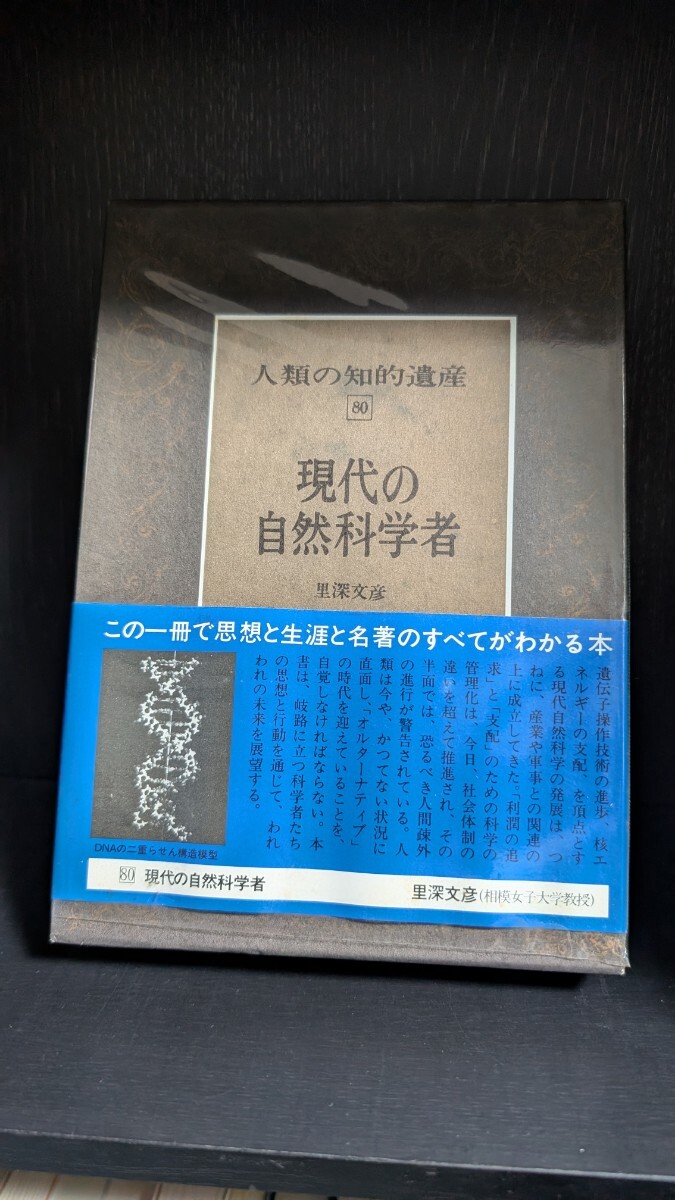 人類の知的遺産
80
現代の
自然科学者
里深文彦
この一冊で思想と生涯と名著のすべてがわかる本
遺伝子操作技術の進歩、核エ
ネルギーの支配、を頂点とす
る現代自然科学の発展は、つ
ねに、産業や軍事との関連の
上に成立してきた。「利潤の追
求」と「支配」のための科学の
管理化は、今日、社会体制の
違いを超えて推進され、その
半面では、恐るべき人間疎外
の進行が警告されている。人
類は今や、かつてない状況に
直面し、〝オルターナティブ〟
の時代を迎えていることを、
自覚しなければならない。本
書は、岐路に立つ科学者たち
の思想と行動を通じて、われ
われの未来を展望する。
DNAの二重らせん構造模型
80 現代の自然科学者
里深文彦(相模女子大学教授)